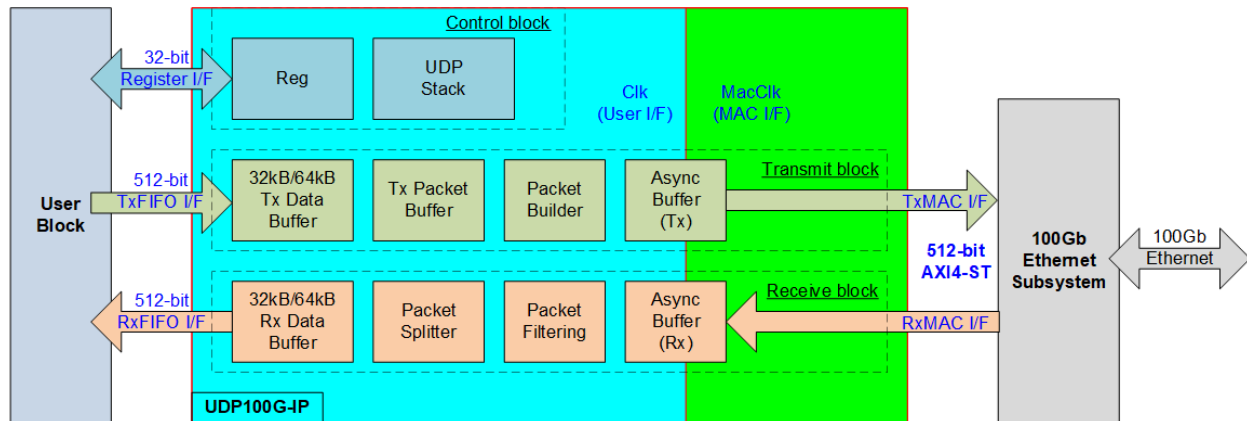 Control block
32-bit
Register I/F
Reg
UDP
Stack
Clk
(User I/F)
MacClk
(MAC I/F)
User
Block
512-bit
TxFIFO I/F
32kB/64kB
Tx Data
Buffer
Tx Packet
Buffer
Packet
Builder
Async
Buffer
(Tx)
Transmit block
TxMAC I/F
512-bit
AXI4-ST
100Gb
Ethernet
Subsystem
100Gb
Ethernet
512-bit
RxFIFO I/F
32kB/64kB
Rx Data
Buffer
Packet
Splitter
Packet
Filtering
Async
Buffer
(Rx)
Receive block
RxMAC I/F
UDP100G-IP